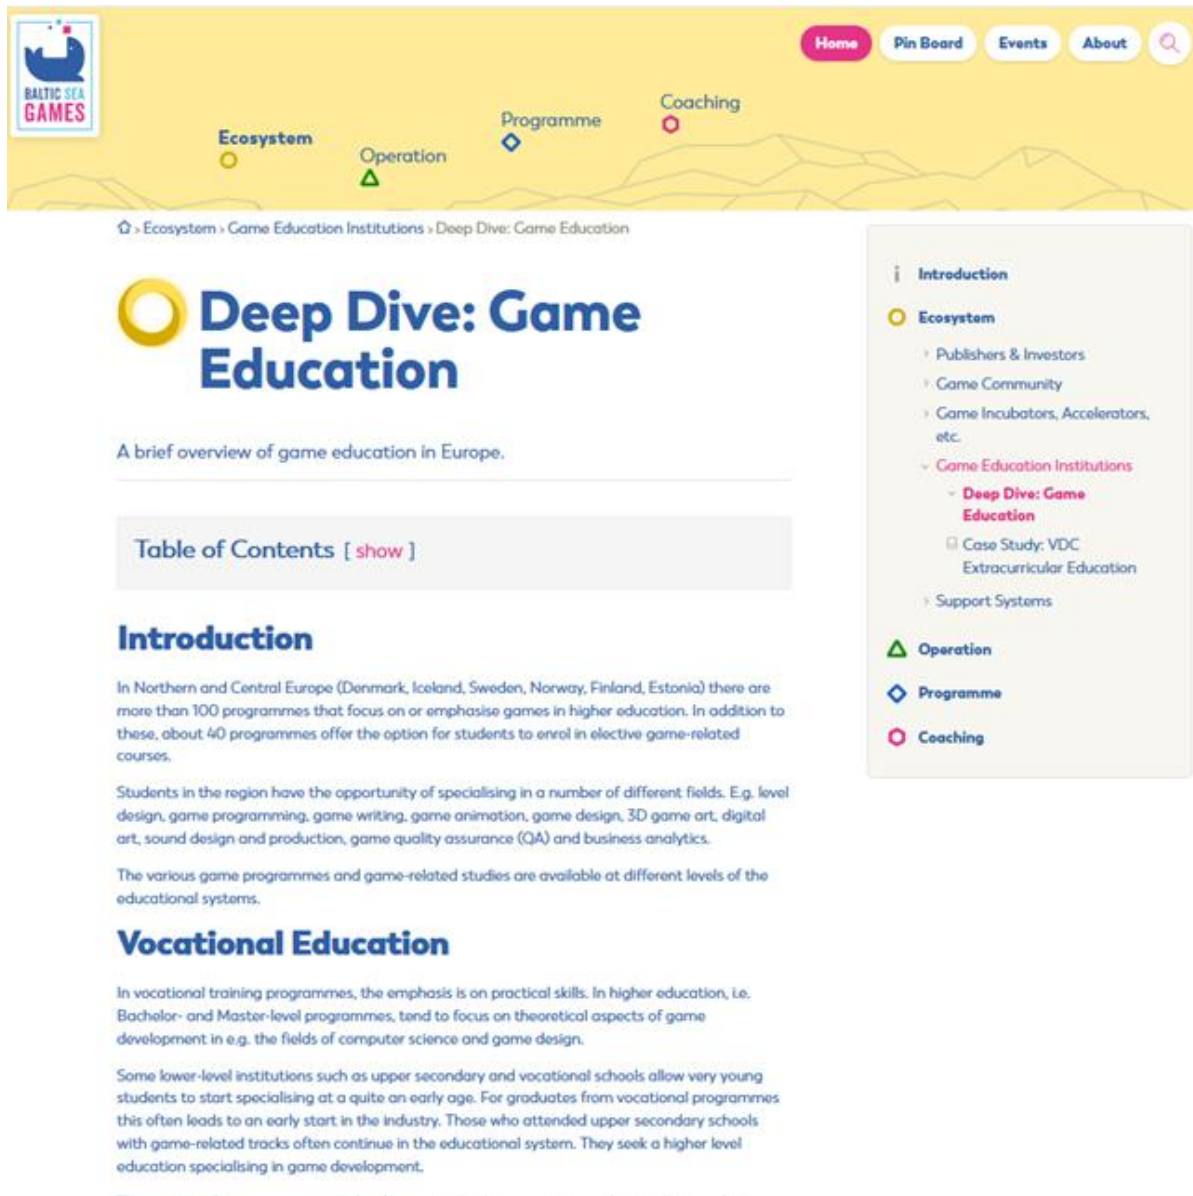 BALTIC SEA
GAMES
Home
Pin Board
Events
About
Ecosystem
Operation
Programme
Coaching
› Ecosystem › Game Education Institutions › Deep Dive: Game Education
Deep Dive: Game
Education
A brief overview of game education in Europe.
Table of Contents [ show ]
Introduction
In Northern and Central Europe (Denmark, Iceland, Sweden, Norway, Finland, Estonia) there are
more than 100 programmes that focus on or emphasise games in higher education. In addition to
these, about 40 programmes offer the option for students to enrol in elective game-related
courses.
Students in the region have the opportunity of specialising in a number of different fields. E.g. level
design, game programming, game writing, game animation, game design, 3D game art, digital
art, sound design and production, game quality assurance (QA) and business analytics.
The various game programmes and game-related studies are available at different levels of the
educational systems.
Vocational Education
In vocational training programmes, the emphasis is on practical skills. In higher education, i.e.
Bachelor- and Master-level programmes, tend to focus on theoretical aspects of game
development in e.g. the fields of computer science and game design.
Some lower-level institutions such as upper secondary and vocational schools allow very young
students to start specialising at a quite an early age. For graduates from vocational programmes
this often leads to an early start in the industry. Those who attended upper secondary schools
with game-related tracks often continue in the educational system. They seek a higher level
education specialising in game development.
Introduction
Ecosystem
Publishers & Investors
Game Community
Game Incubators, Accelerators,
etc.
Game Education Institutions
Deep Dive: Game
Education
Case Study: VDC
Extracurricular Education
Support Systems
Operation
Programme
Coaching